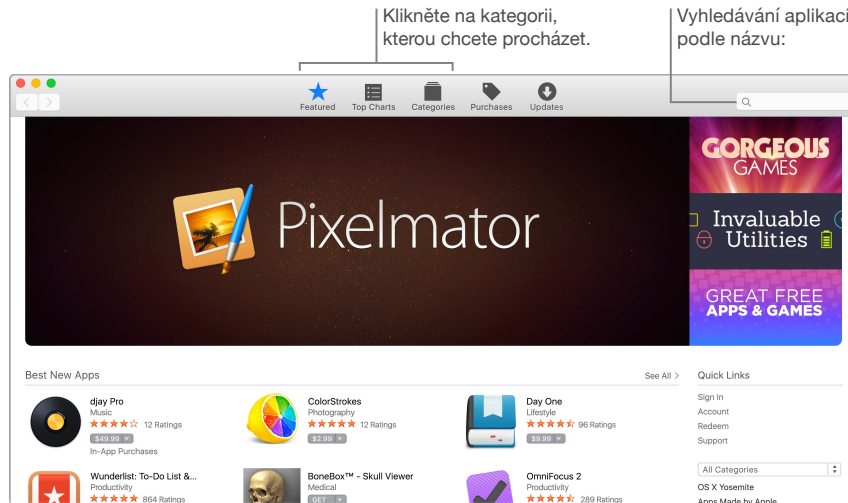 Klikněte na kategorii,
kterou chcete procházet.
Vyhledávání aplikací
podle názvu:
Featured
Top Charts
Categories
Purchases
Updates
Pixelmator
GORGEOUS
GAMES
Invaluable
Utilities
GREAT FREE
APPS & GAMES
Best New Apps
See All >
Quick Links
djay Pro
Music
12 Ratings
$49.99
In-App Purchases
ColorStrokes
Photography
12 Ratings
$2.99
Day One
Lifestyle
96 Ratings
$9.99
Sign In
Account
Redeem
Support
Wunderlist: To-Do List &...
Productivity
864 Ratings
BoneBox™ - Skull Viewer
Medical
GET
OmniFocus 2
Productivity
289 Ratings
All Categories
OS X Yosemite
Apps Made by Apple